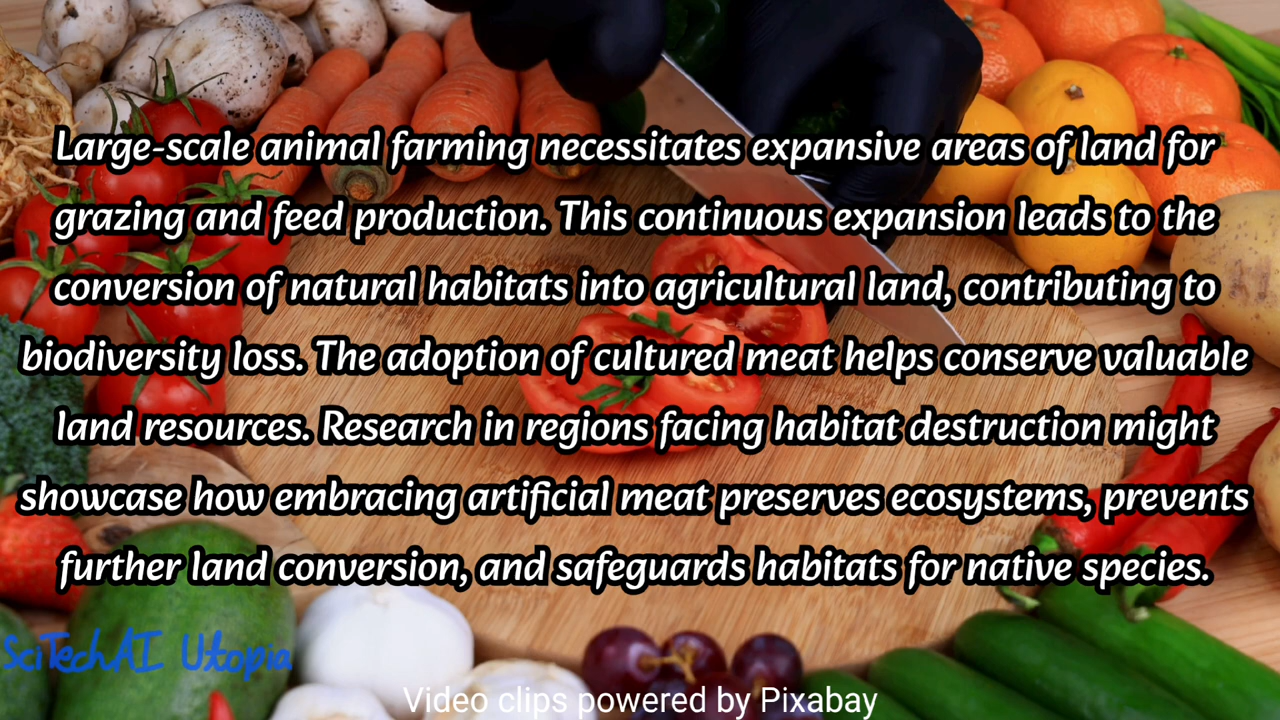 Large-scale animal farming necessitates expansive areas of land for
grazing and feed production. This continuous expansion leads to the
conversion of natural habitats into agricultural land, contributing to
biodiversity loss. The adoption of cultured meat helps conserve valuable
land resources. Research in regions facing habitat destruction might
showcase how embracing artificial meat preserves ecosystems, prevents
further land conversion, and safeguards habitats for native species.
SciTechAI Utopia
Video clips powered by Pixabay